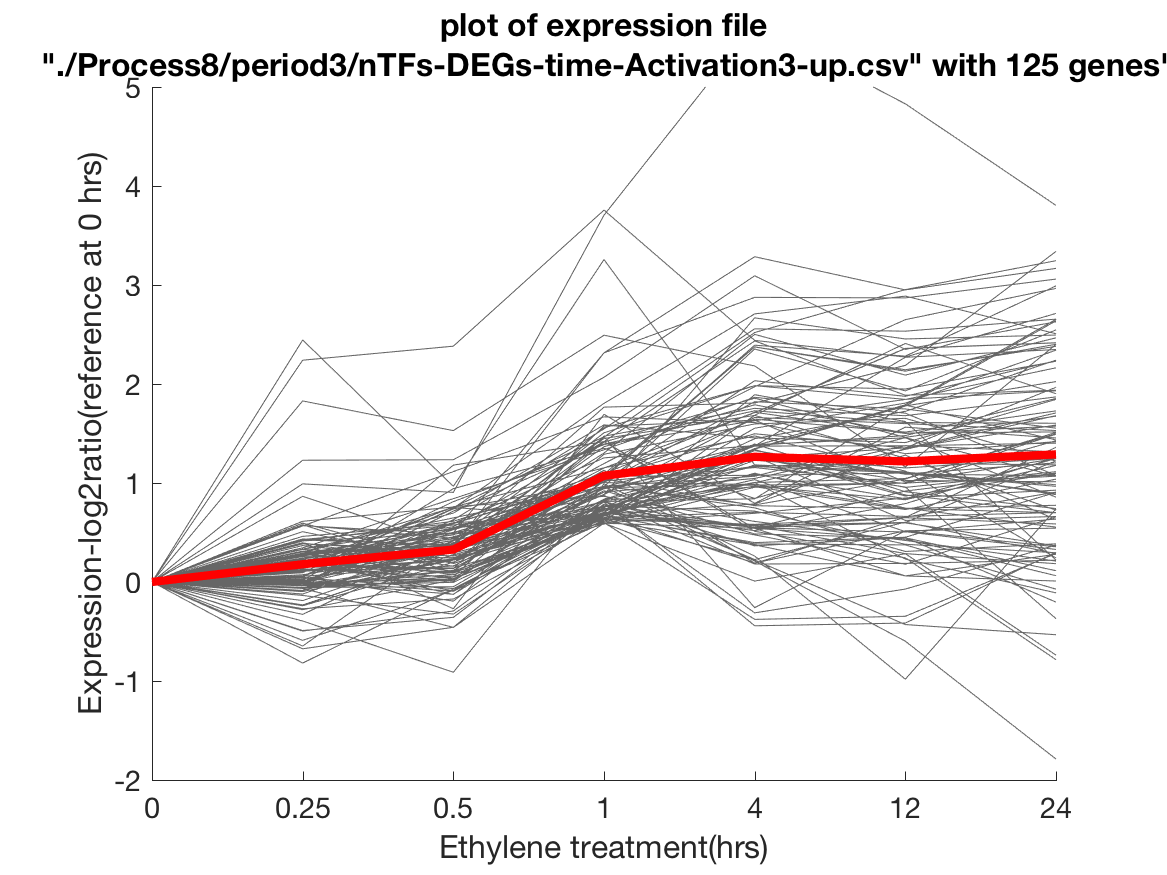 plot of expression file
"./Process8/period3/nTFs-DEGs-time-Activation3-up.csv" with 125 genes'
5
4
3
2
1
0
-1
-2
Expression-log2ratio(reference at 0 hrs)
0 0.25 0.5 1 4 12 24
Ethylene treatment(hrs)